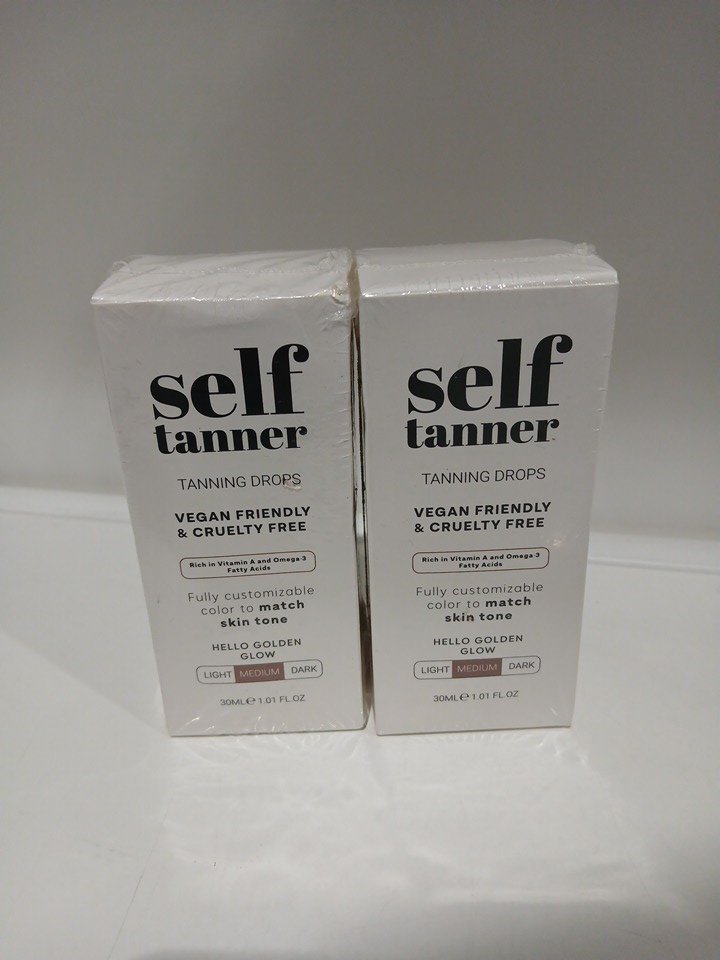 self
tanner
TANNING DROPS
VEGAN FRIENDLY
& CRUELTY FREE
Rich in Vitamin A and Omega-3
Fatty Acids
Fully customizable
color to match
skin tone
HELLO GOLDEN
GLOW
LIGHT MEDIUM DARK
30ML℮ 1.01 FL.OZ
self
tanner
TANNING DROPS
VEGAN FRIENDLY
& CRUELTY FREE
Rich in Vitamin A and Omega-3
Fatty Acids
Fully customizable
color to match
skin tone
HELLO GOLDEN
GLOW
LIGHT MEDIUM DARK
30ML℮ 1.01 FL.OZ